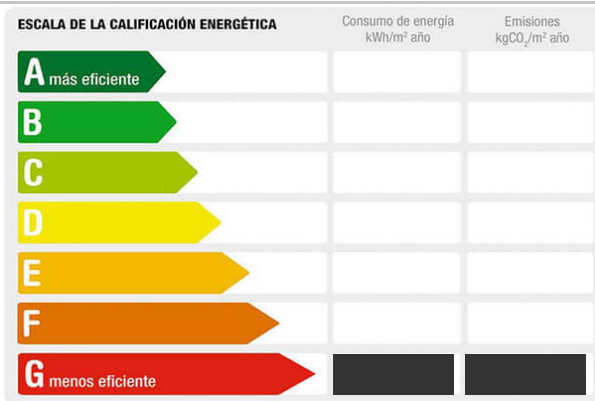 ESCALA DE LA CALIFICACIÓN ENERGÉTICA
Consumo de energía
kWh/m² año
Emisiones
kgCO₂/m² año
A más eficiente
B
C
D
E
F
G menos eficiente